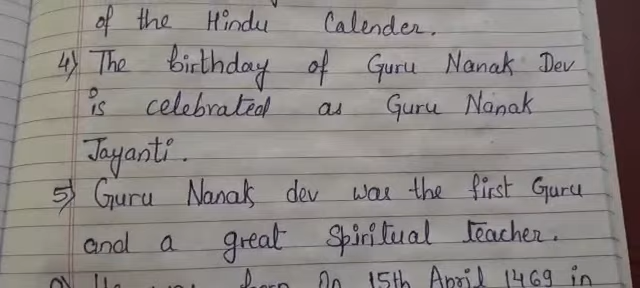 of the Hindu Calender.
4) The birthday of Guru Nanak Dev
is celebrated as Guru Nanak
Jayanti.
5) Guru Nanak dev was the first Guru
and a great Spiritual teacher.
15th April 1469 in